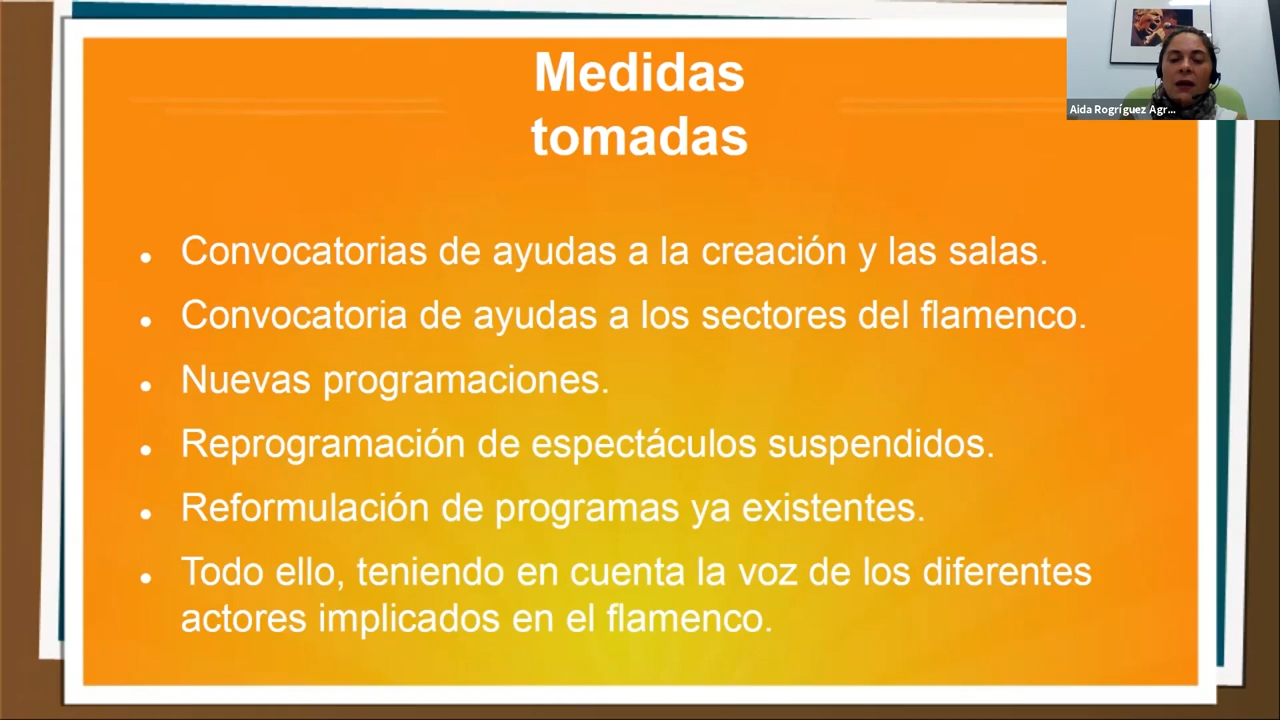 Medidas
tomadas
Aida Rogríguez Agr...
• Convocatorias de ayudas a la creación y las salas.
• Convocatoria de ayudas a los sectores del flamenco.
• Nuevas programaciones.
• Reprogramación de espectáculos suspendidos.
• Reformulación de programas ya existentes.
• Todo ello, teniendo en cuenta la voz de los diferentes
actores implicados en el flamenco.